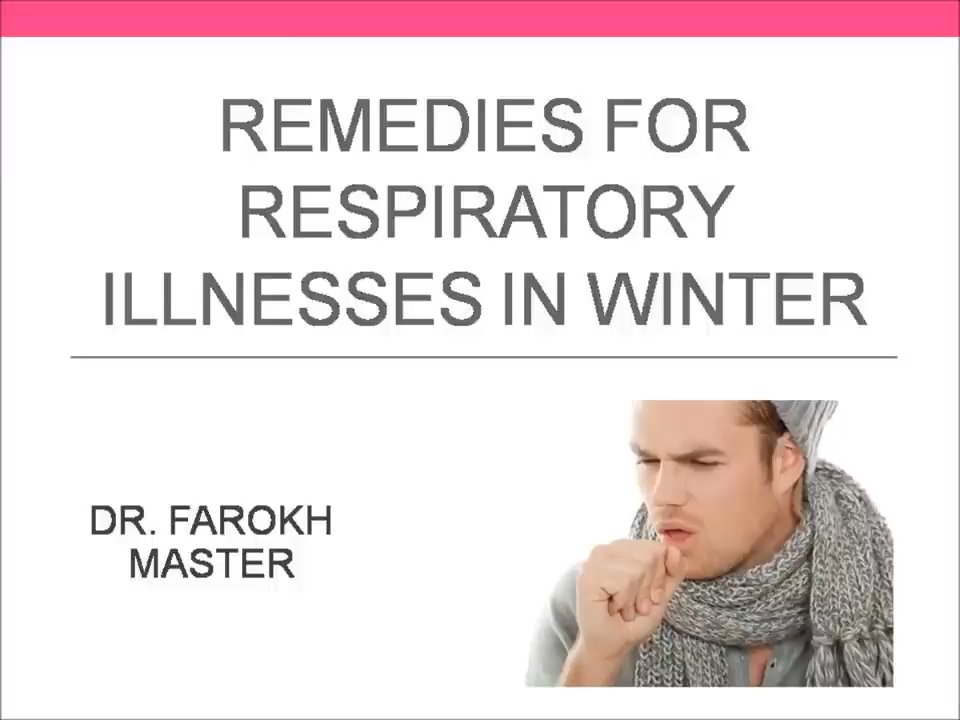 REMEDIES FOR
RESPIRATORY
ILLNESSES IN WINTER
DR. FAROKH
MASTER